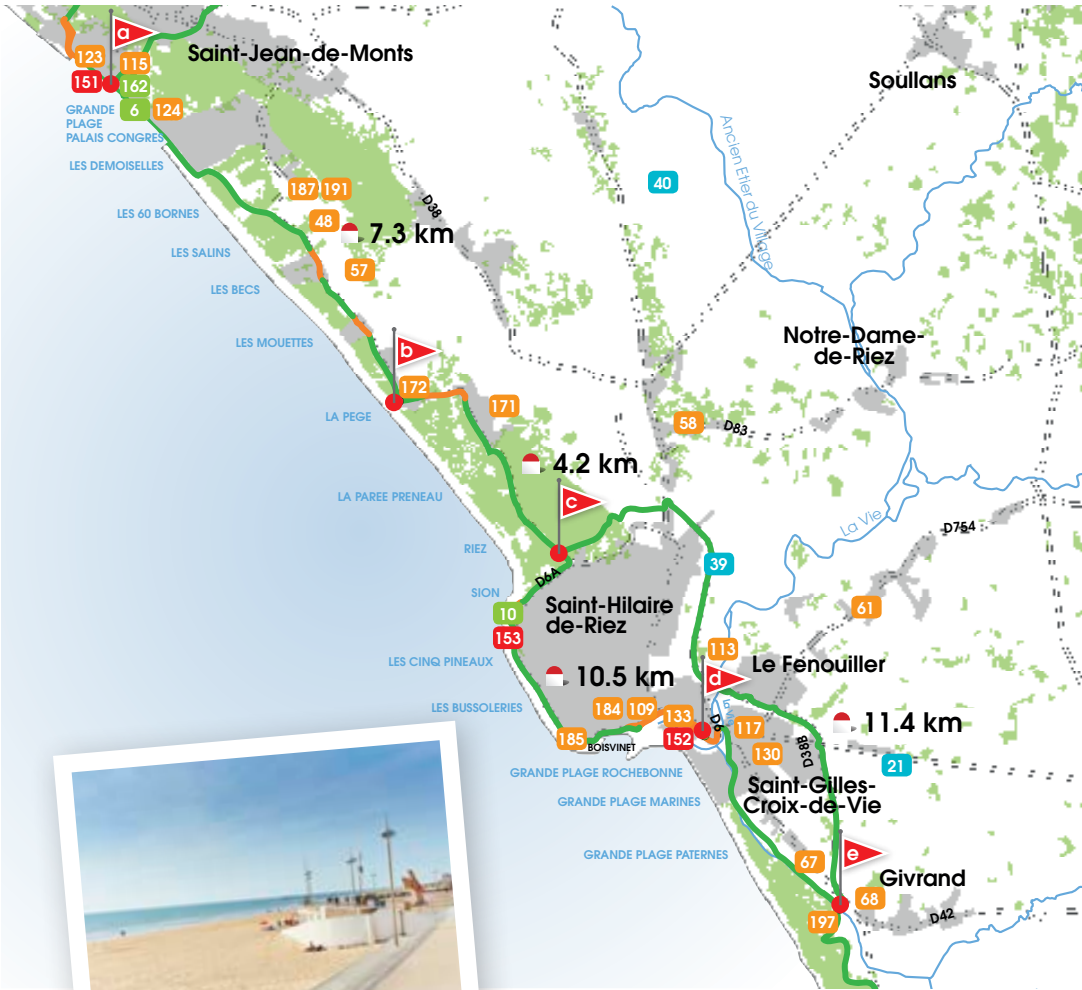 a
Saint-Jean-de-Monts
123
115
151
162
6
124
GRANDE
PLAGE
PALAIS CONGRES
LES DEMOISELLES
Soullans
Ancien Etier du Village
40
187
191
D38
LES 60 BORNES
48
7.3 km
LES SALINS
57
LES BECS
Notre-Dame-
de-Riez
LES MOUETTES
b
172
171
LA PEGE
58
D83
4.2 km
LA PAREE PRENEAU
c
La Vie
D754
RIEZ
39
D6A
SION
10
Saint-Hilaire
de-Riez
61
153
113
LES CINQ PINEAUX
Le Fenouiller
10.5 km
d
LES BUSSOLERIES
184
109
133
D6
117
11.4 km
185
BOISVINET
152
130
D38B
21
GRANDE PLAGE ROCHEBONNE
Saint-Gilles-
Croix-de-Vie
GRANDE PLAGE MARINES
GRANDE PLAGE PATERNES
67
e
Givrand
68
197
D42